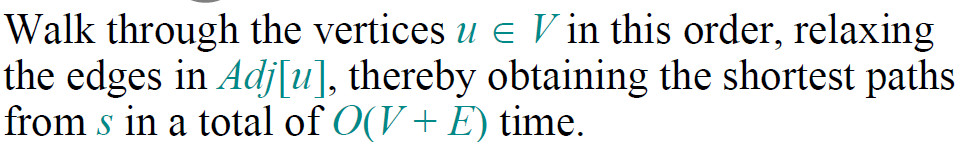 Walk through the vertices u ∈ V in this order, relaxing
the edges in Adj[u], thereby obtaining the shortest paths
from s in a total of O(V + E) time.